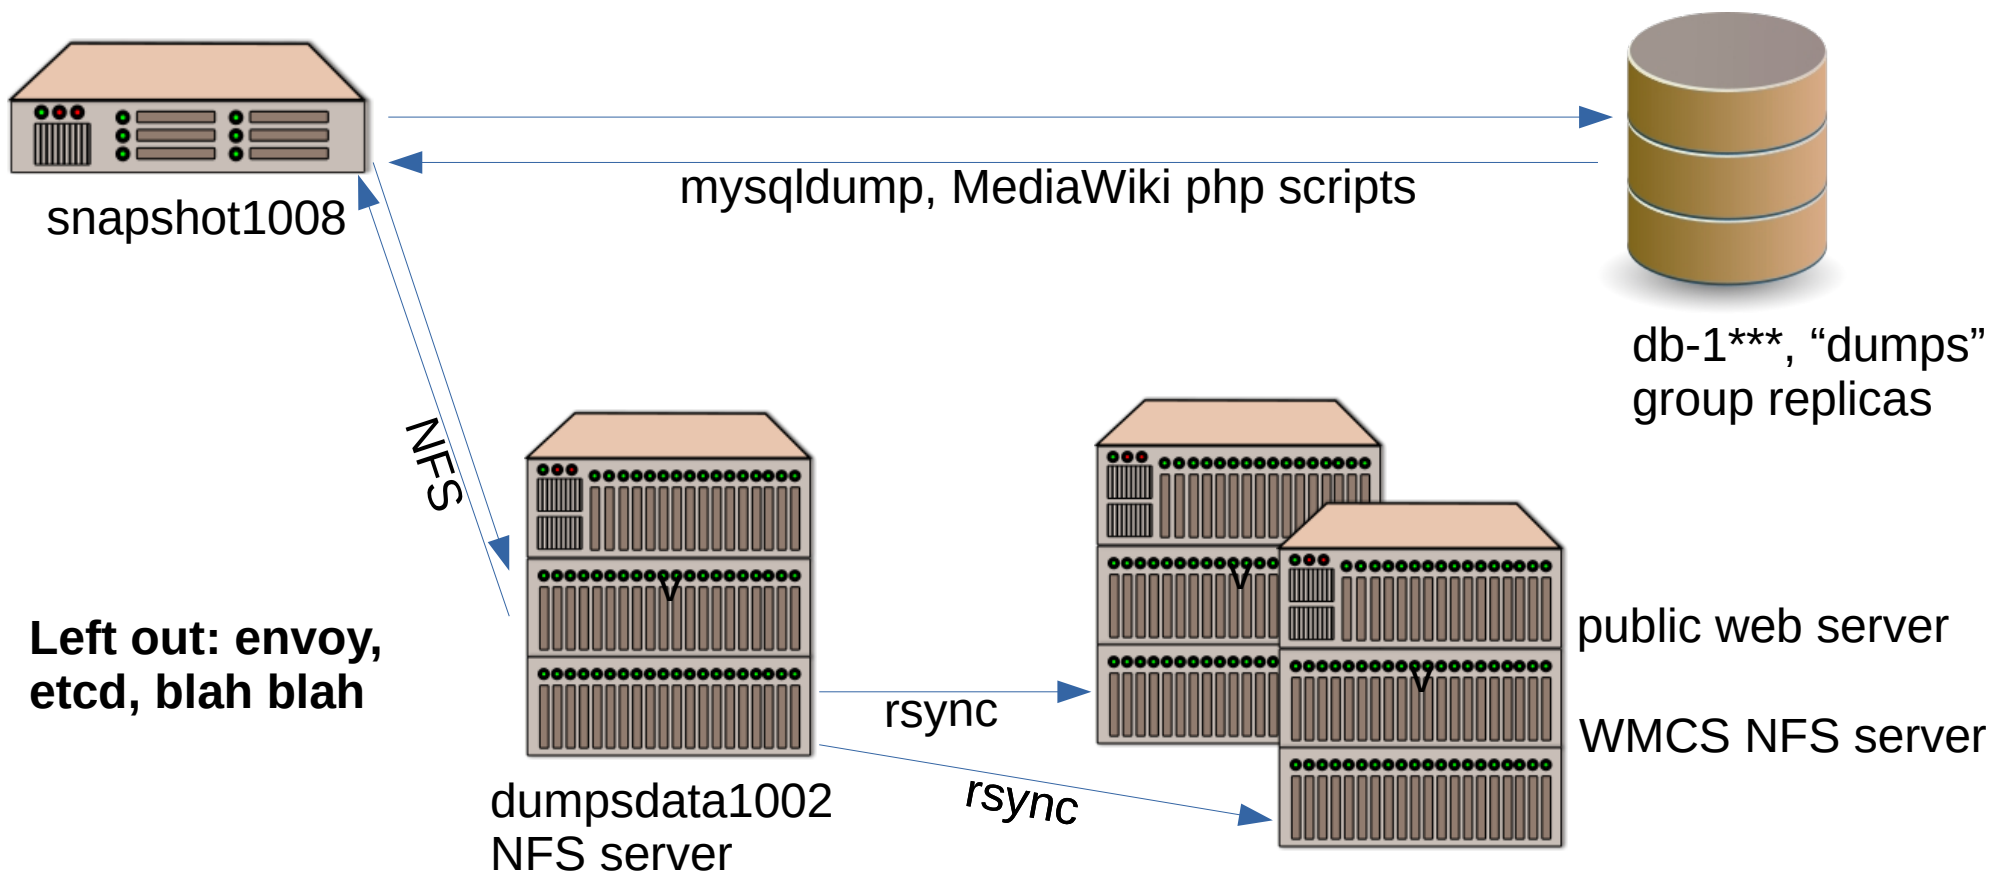 mysqldump, MediaWiki php scripts
snapshot1008
db-1***, “dumps”
group replicas
NFS
v
v
v
Left out: envoy,
etcd, blah blah
public web server
rsync
WMCS NFS server
rsync
dumpsdata1002
NFS server